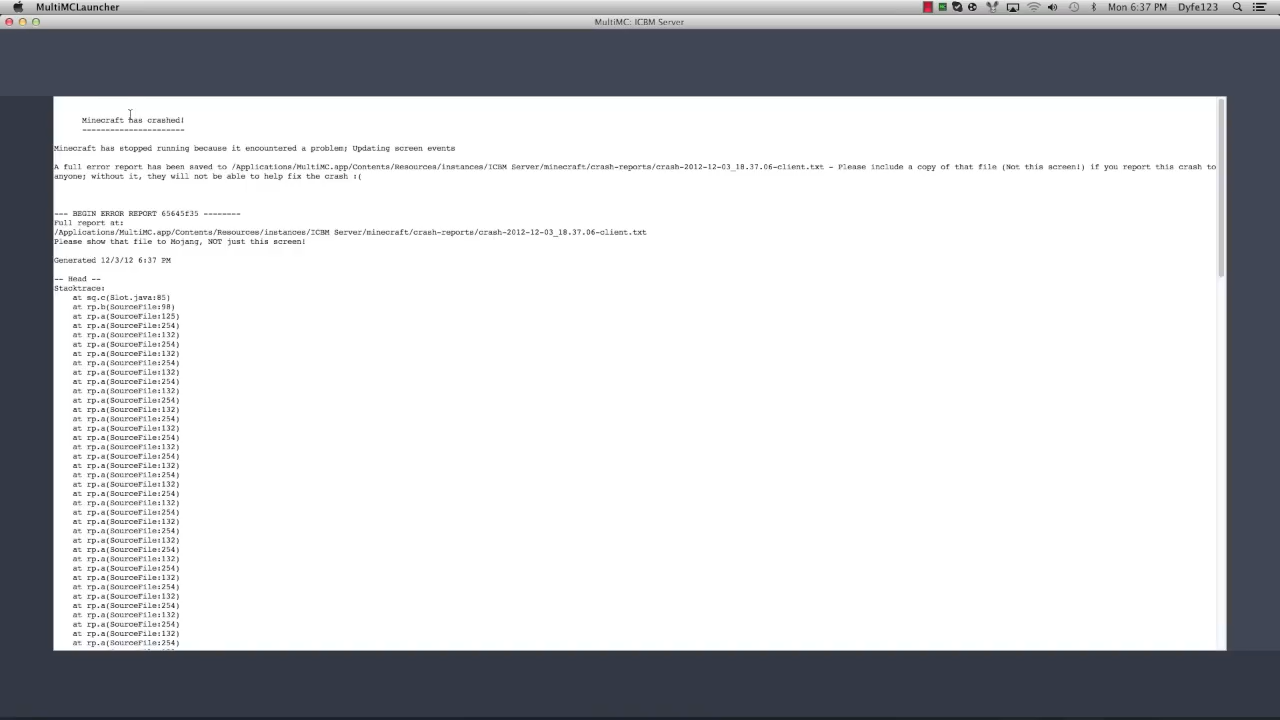 MultiMCLauncher
Mon 6:37 PM Dyfe123
MultiMC: ICBM Server
Minecraft has crashed!
----------------------
Minecraft has stopped running because it encountered a problem; Updating screen events
A full error report has been saved to /Applications/MultiMC.app/Contents/Resources/instances/ICBM Server/minecraft/crash-reports/crash-2012-12-03_18.37.06-client.txt - Please include a copy of that file (Not this screen!) if you report this crash to
anyone; without it, they will not be able to help fix the crash :(
--- BEGIN ERROR REPORT 65645f35 --------
Full report at:
/Applications/MultiMC.app/Contents/Resources/instances/ICBM Server/minecraft/crash-reports/crash-2012-12-03_18.37.06-client.txt
Please show that file to Mojang, NOT just this screen!
Generated 12/3/12 6:37 PM
-- Head --
Stacktrace:
at sq.c(Slot.java:85)
at rp.b(SourceFile:98)
at rp.a(SourceFile:125)
at rp.a(SourceFile:254)
at rp.a(SourceFile:132)
at rp.a(SourceFile:254)
at rp.a(SourceFile:132)
at rp.a(SourceFile:254)
at rp.a(SourceFile:132)
at rp.a(SourceFile:254)
at rp.a(SourceFile:132)
at rp.a(SourceFile:254)
at rp.a(SourceFile:132)
at rp.a(SourceFile:254)
at rp.a(SourceFile:132)
at rp.a(SourceFile:254)
at rp.a(SourceFile:132)
at rp.a(SourceFile:254)
at rp.a(SourceFile:132)
at rp.a(SourceFile:254)
at rp.a(SourceFile:132)
at rp.a(SourceFile:254)
at rp.a(SourceFile:132)
at rp.a(SourceFile:254)
at rp.a(SourceFile:132)
at rp.a(SourceFile:254)
at rp.a(SourceFile:132)
at rp.a(SourceFile:254)
at rp.a(SourceFile:132)
at rp.a(SourceFile:254)
at rp.a(SourceFile:132)
at rp.a(SourceFile:254)
at rp.a(SourceFile:132)
at rp.a(SourceFile:254)
at rp.a(SourceFile:132)
at rp.a(SourceFile:254)
at rp.a(SourceFile:132)
at rp.a(SourceFile:254)